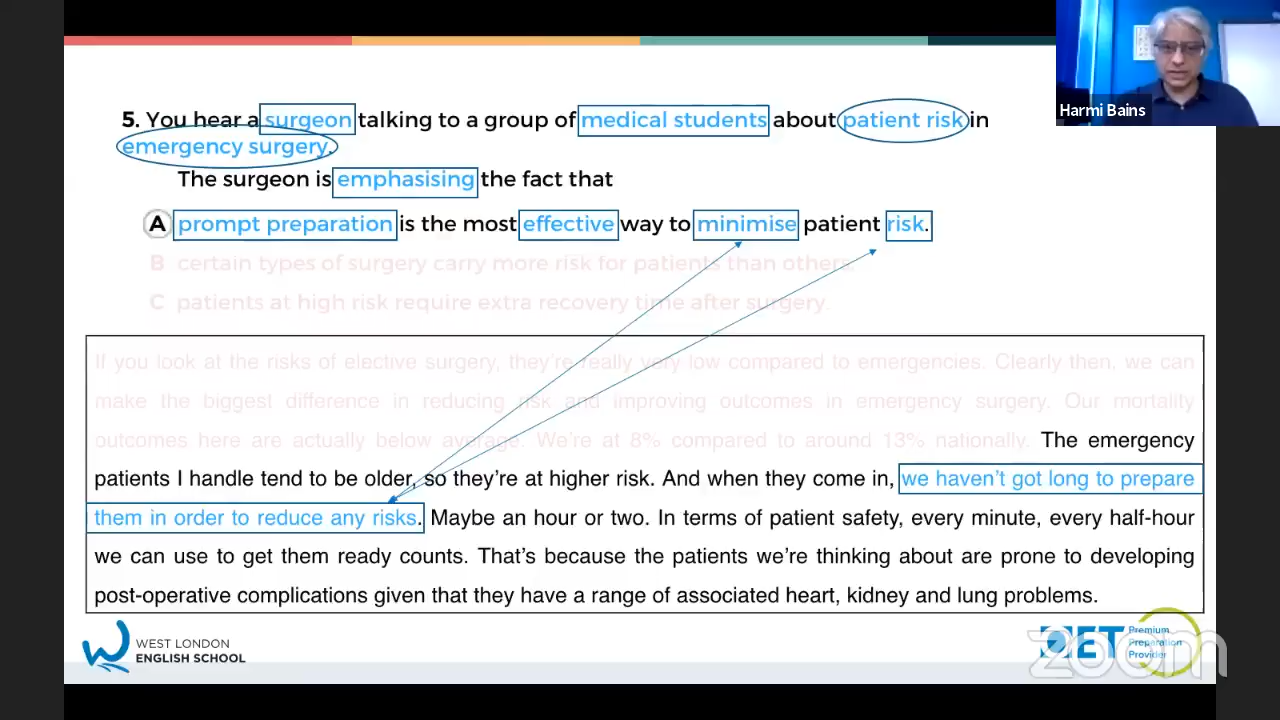 Harmi Bains
5. You hear a surgeon talking to a group of medical students about patient risk in
emergency surgery.
The surgeon is emphasising the fact that
A prompt preparation is the most effective way to minimise patient risk.
B certain types of surgery carry more risk for patients than others.
C patients at high risk require extra recovery time after surgery.
If you look at the risks of elective surgery, they're really very low compared to emergencies. Clearly then, we can
make the biggest difference in reducing risk and improving outcomes in emergency surgery. Our mortality
outcomes here are actually below average. We're at 8% compared to around 13% nationally. The emergency
patients I handle tend to be older, so they're at higher risk. And when they come in, we haven't got long to prepare
them in order to reduce any risks. Maybe an hour or two. In terms of patient safety, every minute, every half-hour
we can use to get them ready counts. That's because the patients we're thinking about are prone to developing
post-operative complications given that they have a range of associated heart, kidney and lung problems.
WEST LONDON
ENGLISH SCHOOL
Premium
Preparation
Provider
zoom